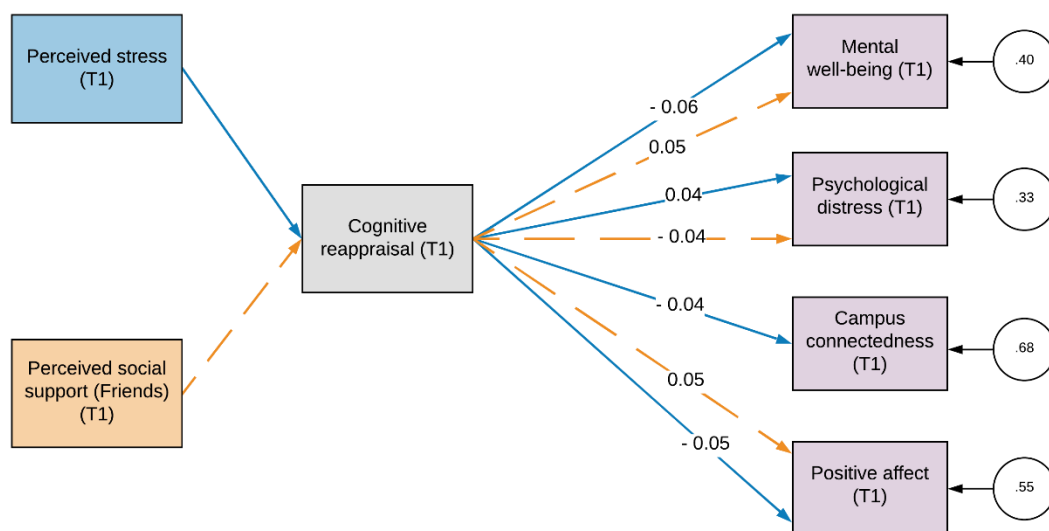 Perceived stress
(T1)
Perceived social
support (Friends)
(T1)
Cognitive
reappraisal (T1)
- 0.06
0.05
0.04
- 0.04
- 0.04
0.05
- 0.05
Mental
well-being (T1)
.40
Psychological
distress (T1)
.33
Campus
connectedness
(T1)
.68
Positive affect
(T1)
.55